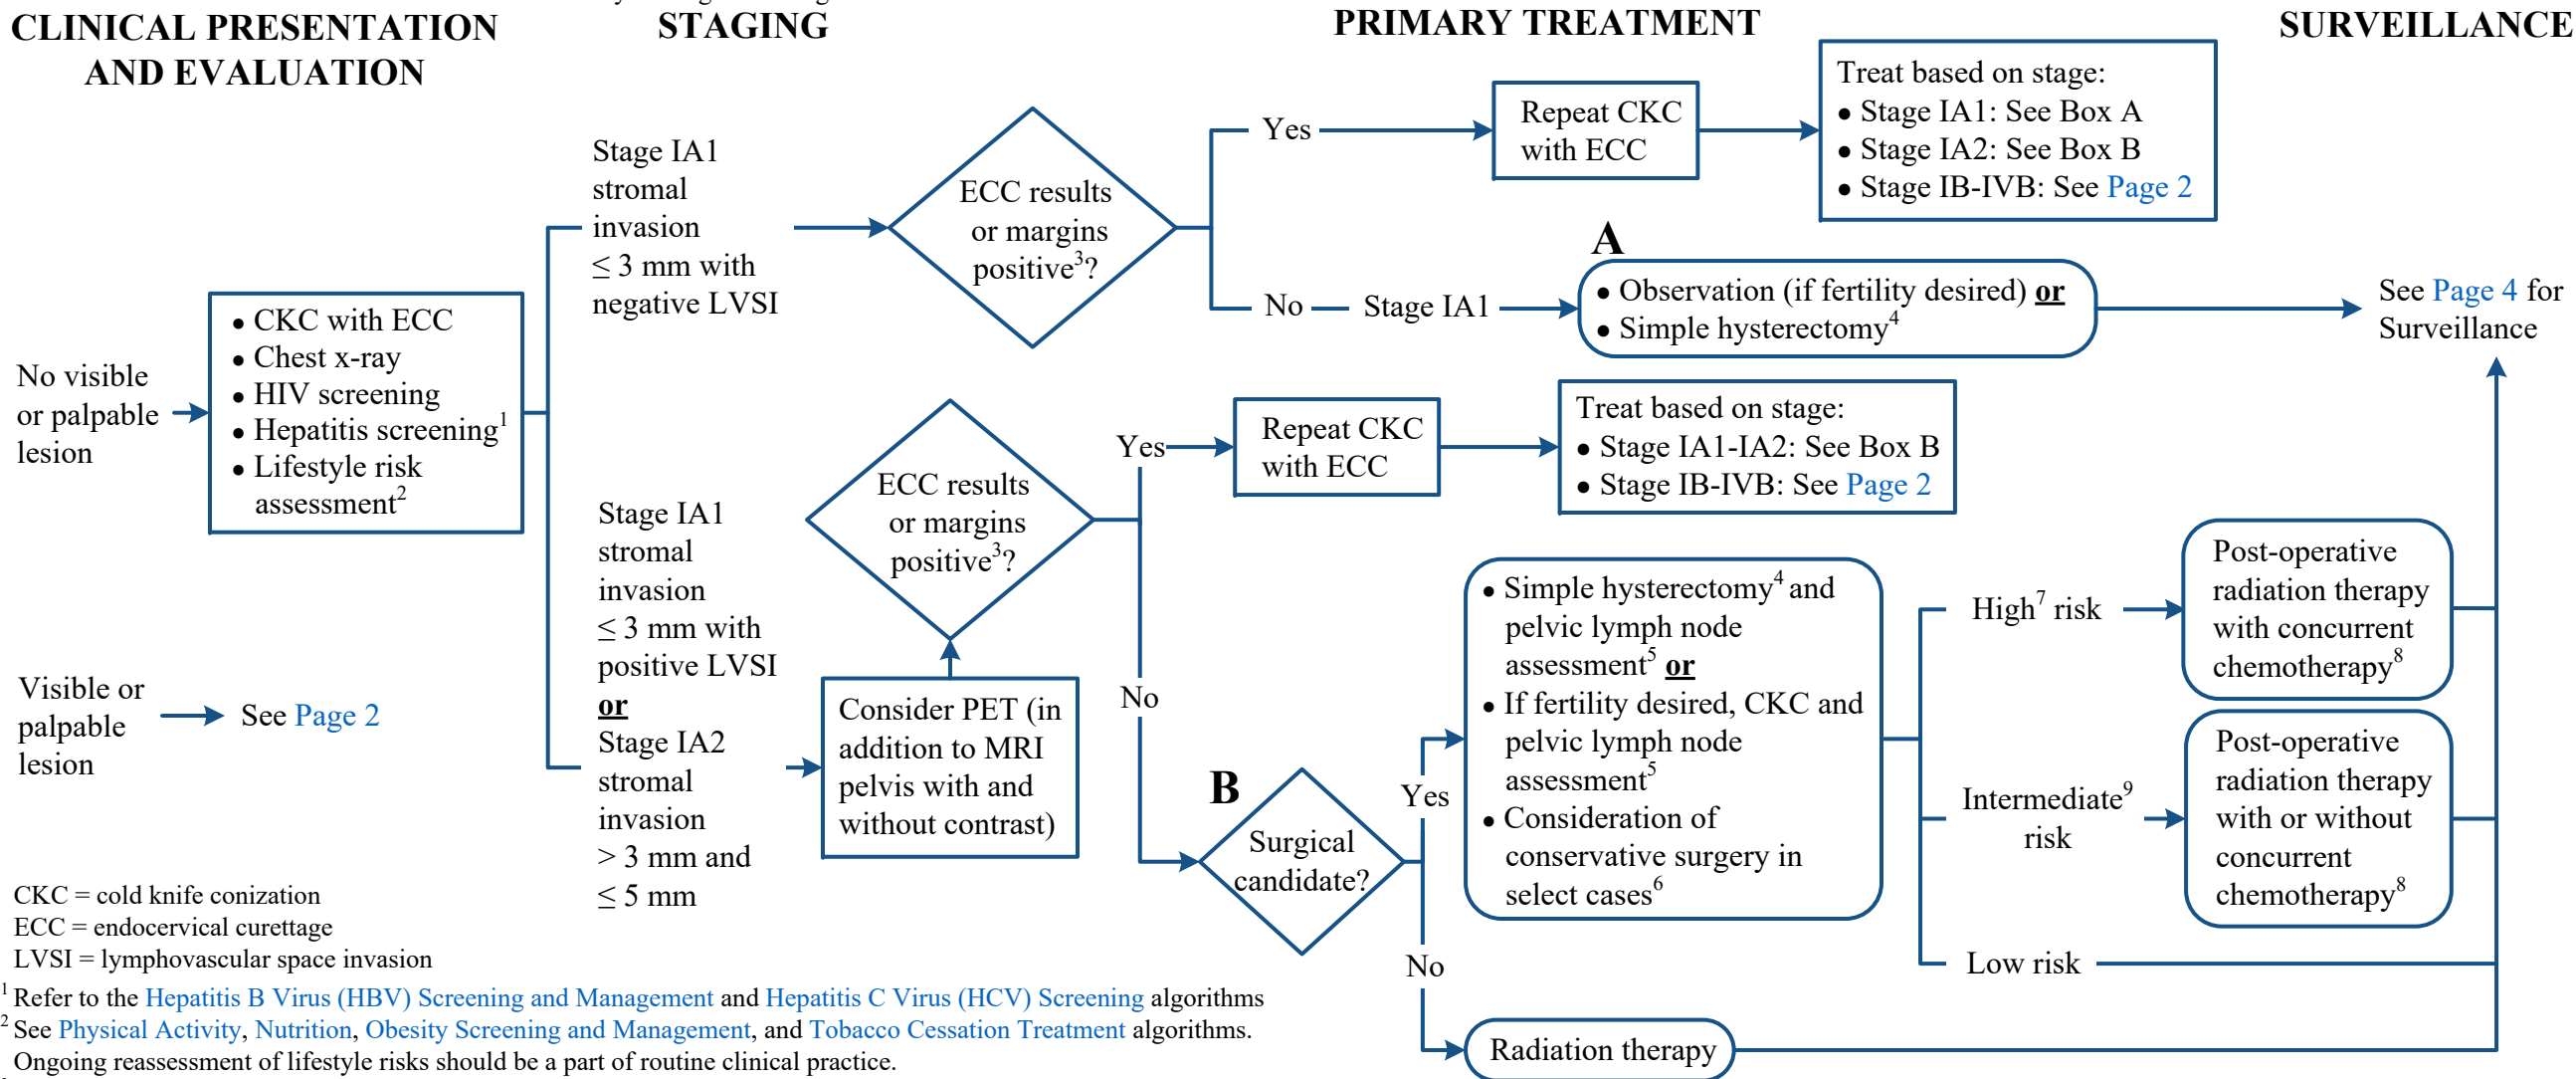 CLINICAL PRESENTATION
AND EVALUATION
STAGING
PRIMARY TREATMENT
SURVEILLANCE
No visible
or palpable
lesion
• CKC with ECC
• Chest x-ray
• HIV screening
• Hepatitis screening¹
• Lifestyle risk
assessment²
Visible or
palpable
lesion
See Page 2
Stage IA1
stromal
invasion
≤ 3 mm with
negative LVSI
ECC results
or margins
positive³?
Yes
Repeat CKC
with ECC
Treat based on stage:
• Stage IA1: See Box A
• Stage IA2: See Box B
• Stage IB-IVB: See Page 2
No
Stage IA1
A
• Observation (if fertility desired) or
• Simple hysterectomy⁴
See Page 4 for
Surveillance
Stage IA1
stromal
invasion
≤ 3 mm with
positive LVSI
or
Stage IA2
stromal
invasion
> 3 mm and
≤ 5 mm
Consider PET (in
addition to MRI
pelvis with and
without contrast)
ECC results
or margins
positive³?
Yes
Repeat CKC
with ECC
Treat based on stage:
• Stage IA1-IA2: See Box B
• Stage IB-IVB: See Page 2
No
B
Surgical
candidate?
Yes
• Simple hysterectomy⁴ and
pelvic lymph node
assessment⁵ or
• If fertility desired, CKC and
pelvic lymph node
assessment⁵
• Consideration of
conservative surgery in
select cases⁶
High⁷ risk
Post-operative
radiation therapy
with concurrent
chemotherapy⁸
Intermediate⁹
risk
Post-operative
radiation therapy
with or without
concurrent
chemotherapy⁸
Low risk
No
Radiation therapy
CKC = cold knife conization
ECC = endocervical curettage
LVSI = lymphovascular space invasion
¹ Refer to the Hepatitis B Virus (HBV) Screening and Management and Hepatitis C Virus (HCV) Screening algorithms
² See Physical Activity, Nutrition, Obesity Screening and Management, and Tobacco Cessation Treatment algorithms.
Ongoing reassessment of lifestyle risks should be a part of routine clinical practice.